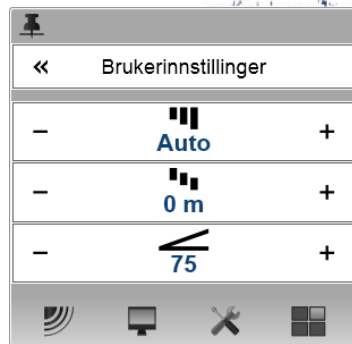 « Brukerinnstillinger
− Auto +
− 0 m +
− 75 +